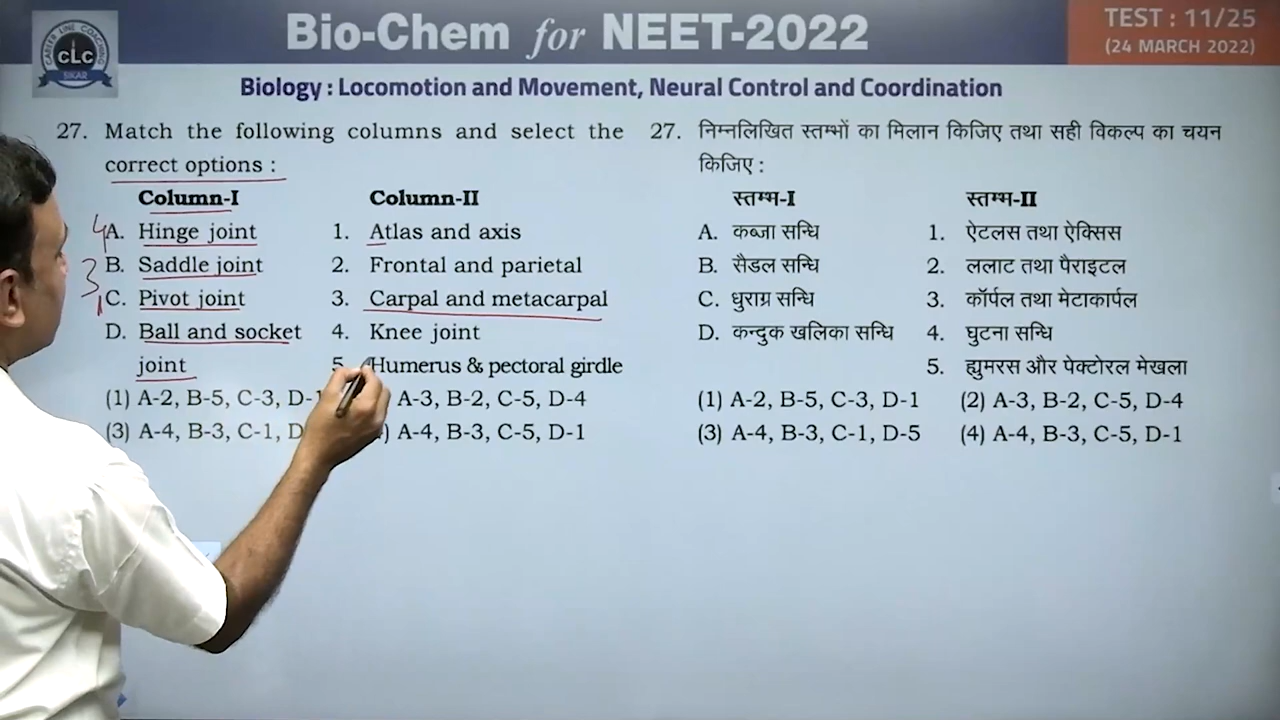 CAREER LINE COACHING
CLC
SIKAR
Bio-Chem for NEET-2022
TEST : 11/25
(24 MARCH 2022)
Biology : Locomotion and Movement, Neural Control and Coordination
27. Match the following columns and select the
correct options :
Column-I Column-II
4 A. Hinge joint 1. Atlas and axis
3 B. Saddle joint 2. Frontal and parietal
1 C. Pivot joint 3. Carpal and metacarpal
D. Ball and socket 4. Knee joint
joint 5. Humerus & pectoral girdle
(1) A-2, B-5, C-3, D-1 A-3, B-2, C-5, D-4
(3) A-4, B-3, C-1, D A-4, B-3, C-5, D-1
27. निम्नलिखित स्तम्भों का मिलान किजिए तथा सही विकल्प का चयन
किजिए :
स्तम्भ-I स्तम्भ-II
A. कब्जा सन्धि 1. ऐटलस तथा ऐक्सिस
B. सैडल सन्धि 2. ललाट तथा पैराइटल
C. धुराग्र सन्धि 3. कॉर्पल तथा मेटाकार्पल
D. कन्दुक खलिका सन्धि 4. घुटना सन्धि
5. ह्युमरस और पेक्टोरल मेखला
(1) A-2, B-5, C-3, D-1 (2) A-3, B-2, C-5, D-4
(3) A-4, B-3, C-1, D-5 (4) A-4, B-3, C-5, D-1